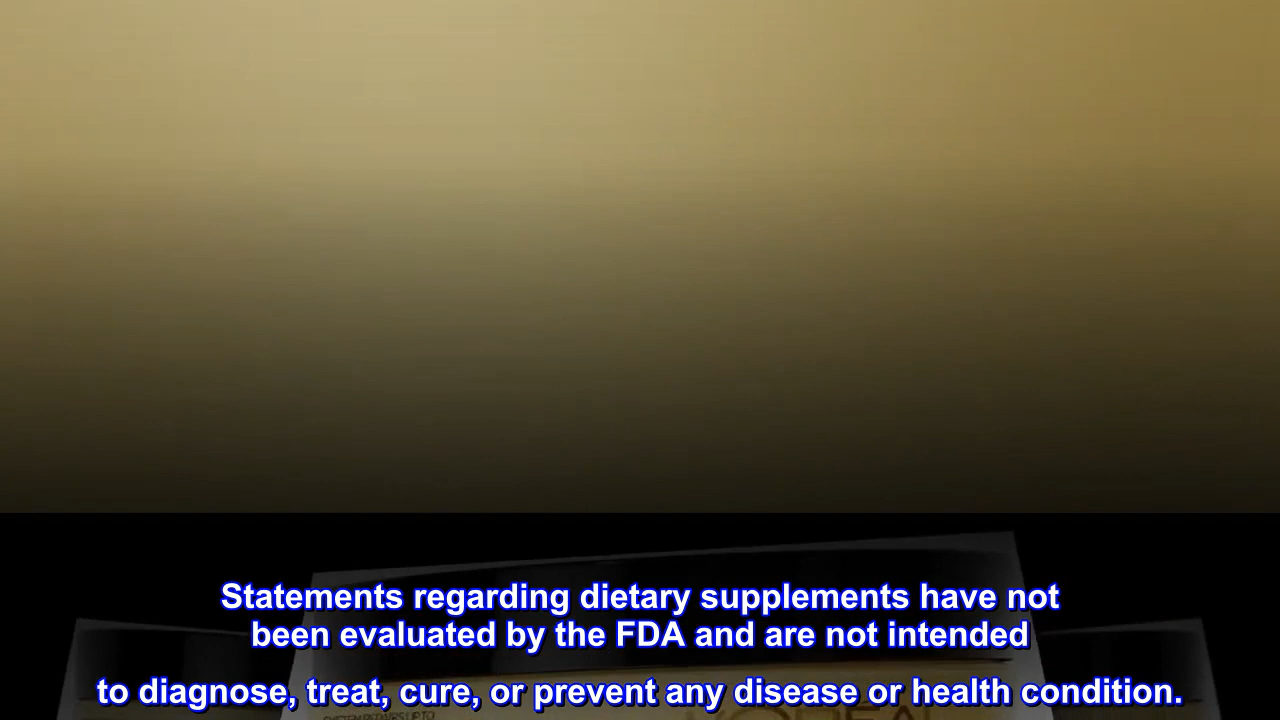 Statements regarding dietary supplements have not
been evaluated by the FDA and are not intended
to diagnose, treat, cure, or prevent any disease or health condition.